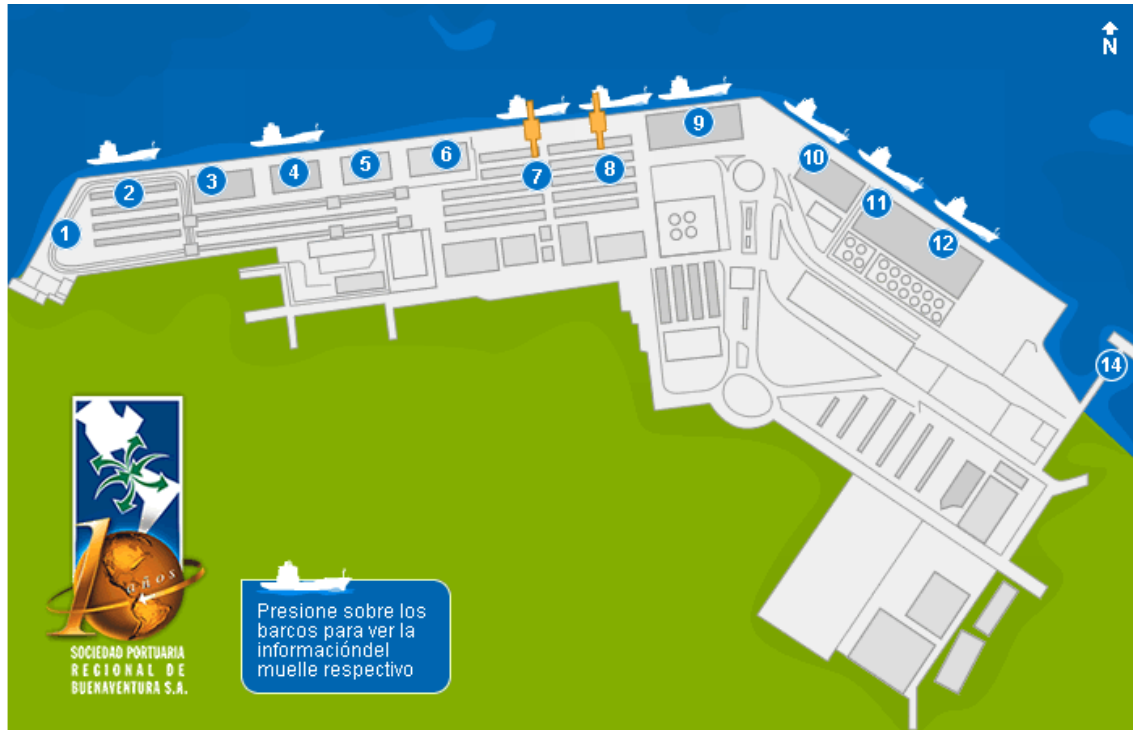 N
1
2
3
4
5
6
7
8
9
10
11
12
14
10
años
SOCIEDAD PORTUARIA
REGIONAL DE
BUENAVENTURA S.A.
Presione sobre los
barcos para ver la
informacióndel
muelle respectivo